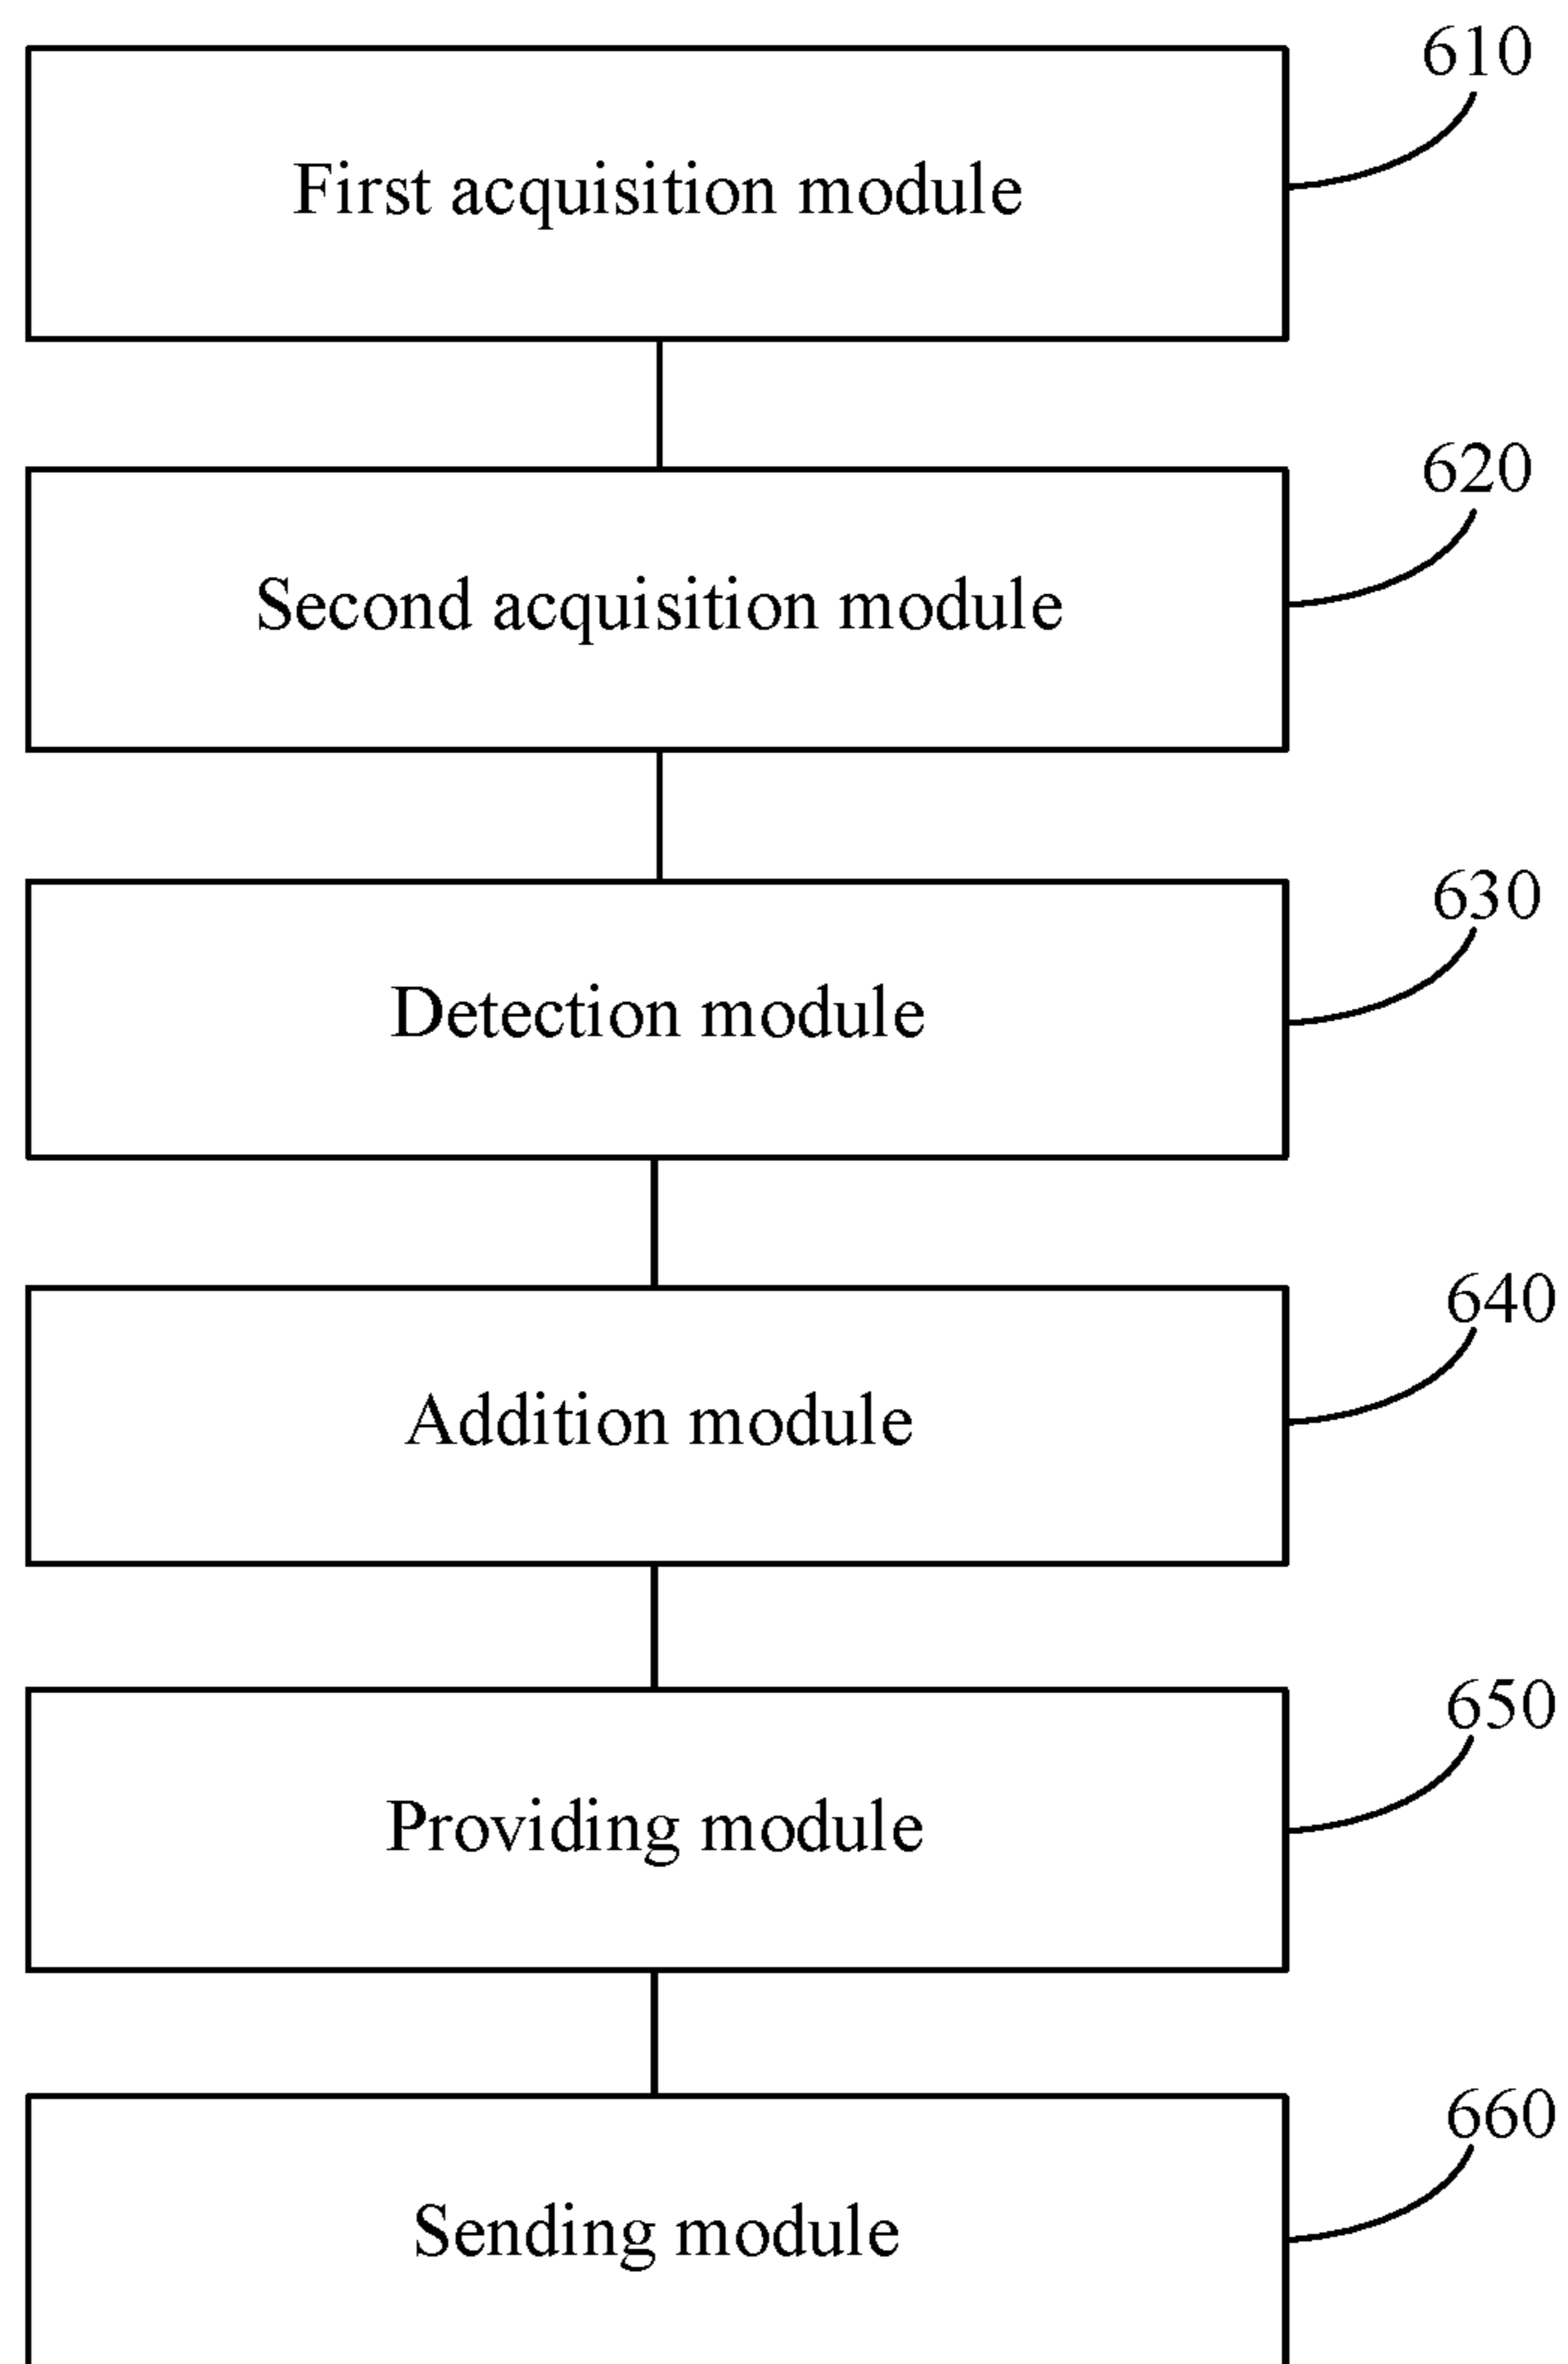 610
First acquisition module
620
Second acquisition module
630
Detection module
640
Addition module
650
Providing module
660
Sending module